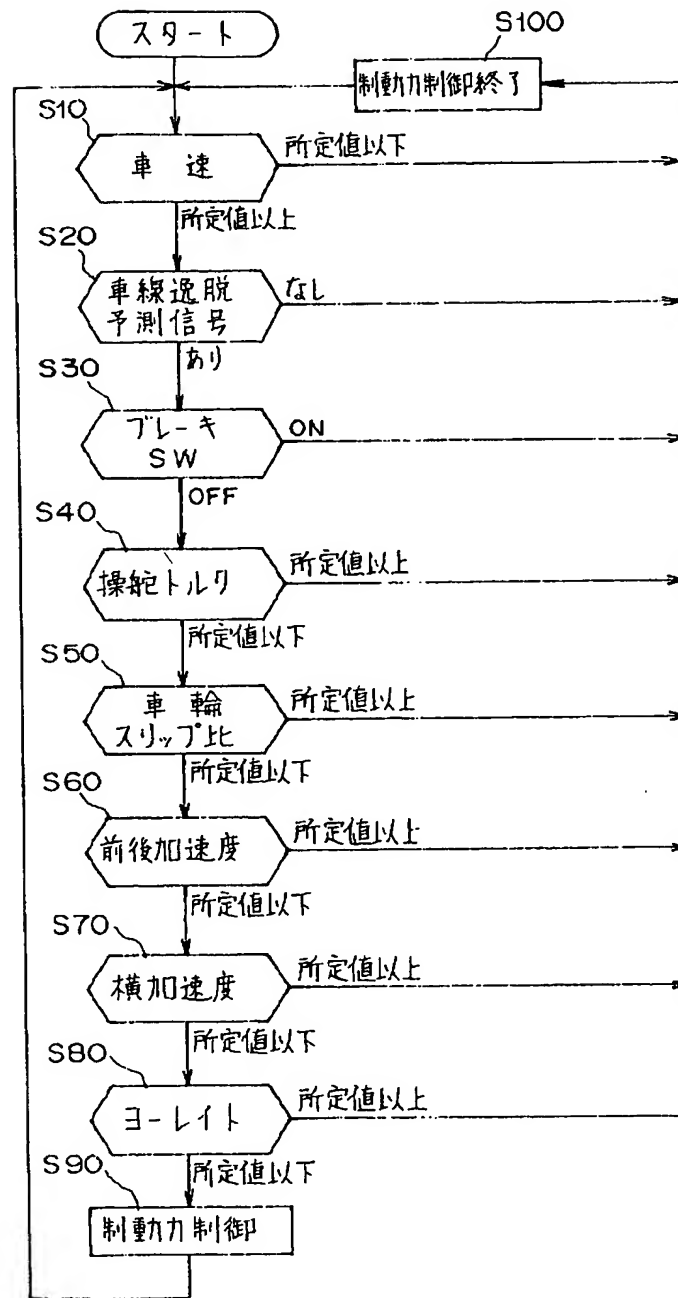 スタート
S100
制動力制御終了
S10
車速
所定値以下
所定値以上
S20
車線逸脱
予測信号
なし
あり
S30
ブレーキ
SW
ON
OFF
S40
操舵トルク
所定値以上
所定値以下
S50
車輪
スリップ比
所定値以上
所定値以下
S60
前後加速度
所定値以上
所定値以下
S70
横加速度
所定値以上
所定値以下
S80
ヨーレイト
所定値以上
所定値以下
S90
制動力制御